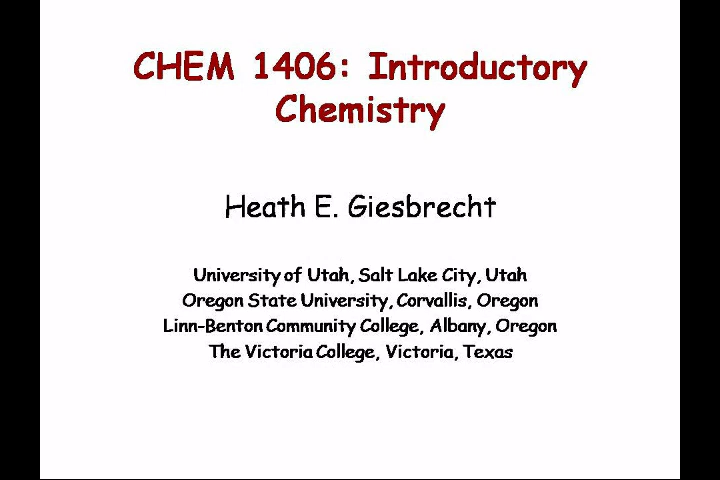 CHEM 1406: Introductory
Chemistry
Heath E. Giesbrecht
University of Utah, Salt Lake City, Utah
Oregon State University, Corvallis, Oregon
Linn-Benton Community College, Albany, Oregon
The Victoria College, Victoria, Texas